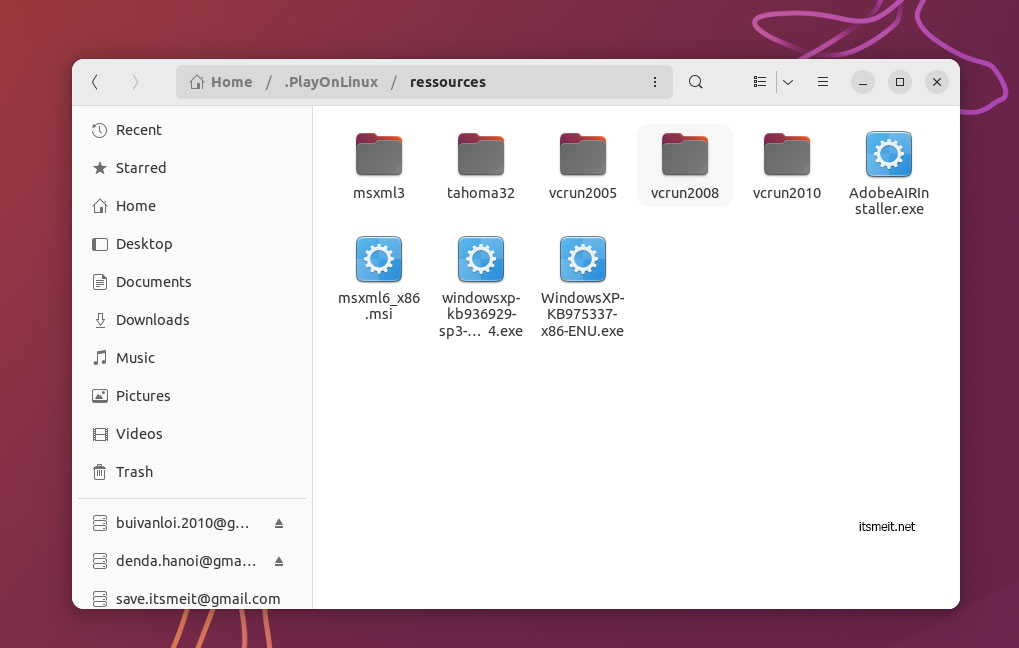 Home / .PlayOnLinux / ressources
Recent
Starred
Home
Desktop
Documents
Downloads
Music
Pictures
Videos
Trash
buivanloi.2010@g...
denda.hanoi@gma...
save.itsmeit@gmail.com
msxml3
tahoma32
vcrun2005
vcrun2008
vcrun2010
AdobeAIRIn
staller.exe
msxml6_x86
.msi
windowsxp-
kb936929-
sp3-... 4.exe
WindowsXP-
KB975337-
x86-ENU.exe
itsmeit.net